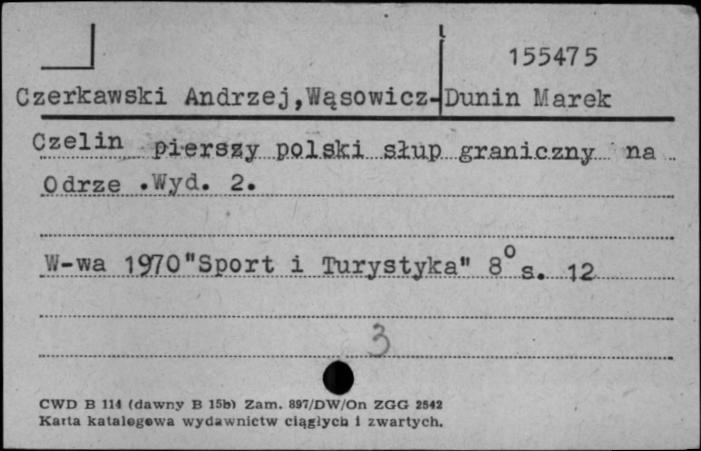 155475
Czerkawski Andrzej,Wąsowicz-Dunin Marek
Czelin pierszy polski słup graniczny na
Odrze .Wyd. 2.
W-wa 1970"Sport i Turystyka" 8° s. 12
3
CWD B 114 (dawny B 15b) Zam. 897/DW/On ZGG 2542
Karta katalogowa wydawnictw ciągłych i zwartych.